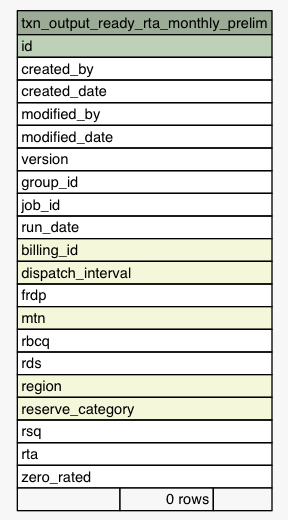 txn_output_ready_rta_monthly_prelim
id
created_by
created_date
modified_by
modified_date
version
group_id
job_id
run_date
billing_id
dispatch_interval
frdp
mtn
rbcq
rds
region
reserve_category
rsq
rta
zero_rated
0 rows